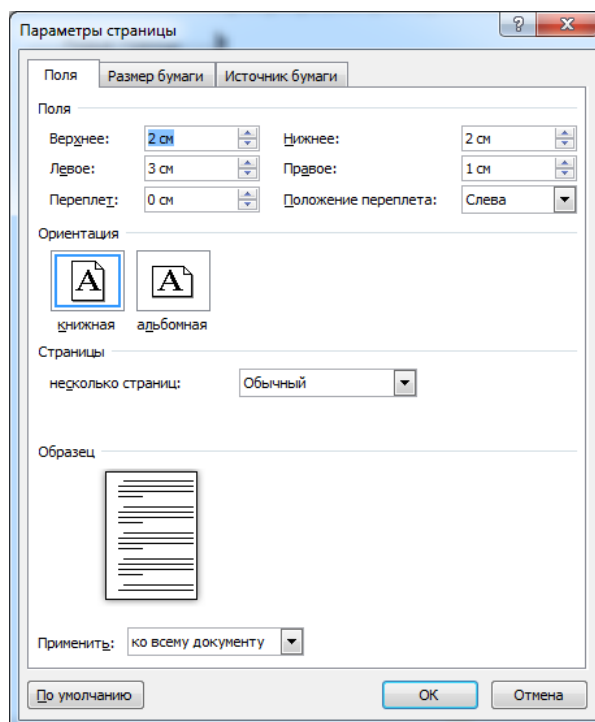 Параметры страницы
Поля Размер бумаги Источник бумаги
Поля
Верхнее: 2 см Нижнее: 2 см
Левое: 3 см Правое: 1 см
Переплет: 0 см Положение переплета: Слева
Ориентация
A A
книжная альбомная
Страницы
несколько страниц: Обычный
Образец
Применить: ко всему документу
По умолчанию ОК Отмена